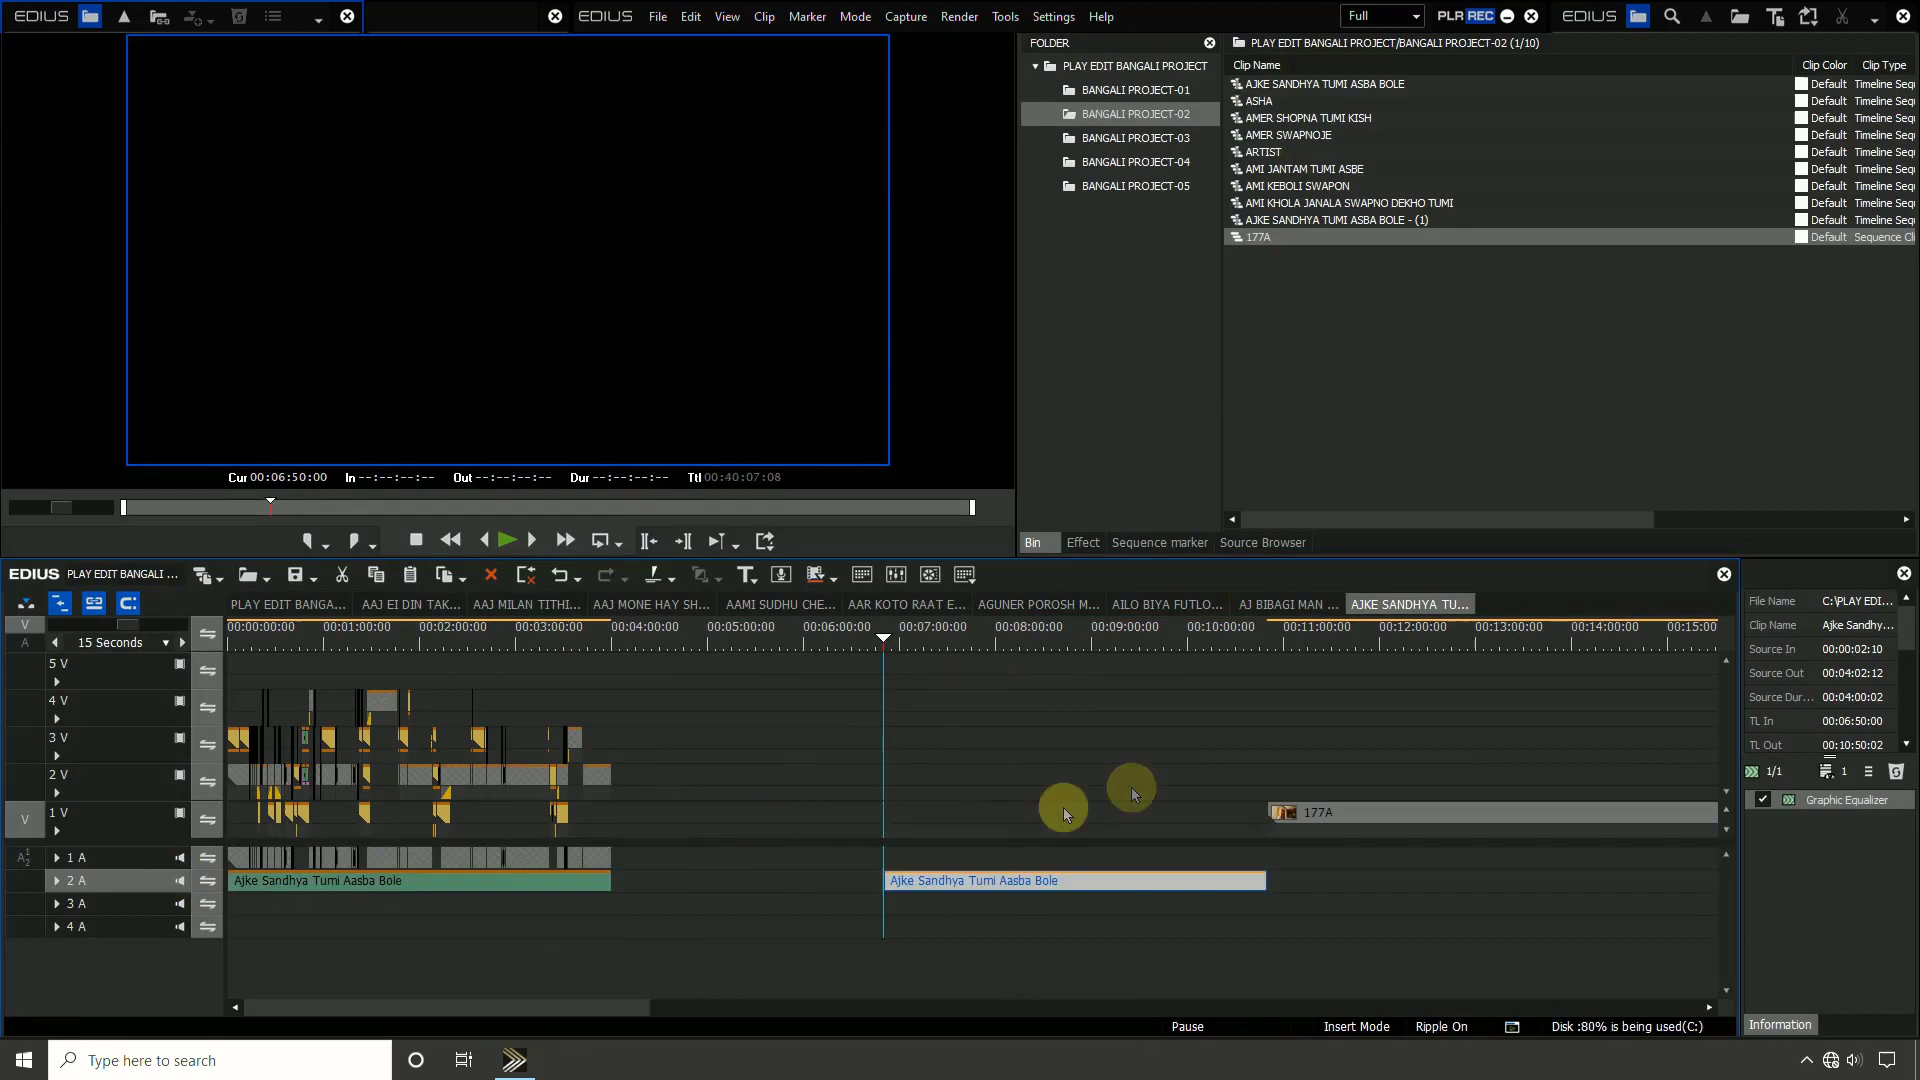 EDIUS
EDIUS File Edit View Clip Marker Mode Capture Render Tools Settings Help Full PLR REC
EDIUS
FOLDER
PLAY EDIT BANGALI PROJECT
BANGALI PROJECT-01
BANGALI PROJECT-02
BANGALI PROJECT-03
BANGALI PROJECT-04
BANGALI PROJECT-05
PLAY EDIT BANGALI PROJECT/BANGALI PROJECT-02 (1/10)
Clip Name Clip Color Clip Type
AJKE SANDHYA TUMI ASBA BOLE Default Timeline Seq
ASHA Default Timeline Seq
AMER SHOPNA TUMI KISH Default Timeline Seq
AMER SWAPNOJE Default Timeline Seq
ARTIST Default Timeline Seq
AMI JANTAM TUMI ASBE Default Timeline Seq
AMI KEBOLI SWAPON Default Timeline Seq
AMI KHOLA JANALA SWAPNO DEKHO TUMI Default Timeline Seq
AJKE SANDHYA TUMI ASBA BOLE - (1) Default Timeline Seq
177A Default Sequence Cli
Cur 00:06:50:00 In --:--:--:-- Out --:--:--:-- Dur --:--:--:-- Ttl 00:40:07:08
Bin Effect Sequence marker Source Browser
EDIUS PLAY EDIT BANGALI ...
PLAY EDIT BANGA... AAJ EI DIN TAK... AAJ MILAN TITHI... AAJ MONE HAY SH... AAMI SUDHU CHE... AAR KOTO RAAT E... AGUNER POROSH M... AILO BIYA FUTLO... AJ BIBAGI MAN ... AJKE SANDHYA TU...
V
A 15 Seconds
00:00:00:00 00:01:00:00 00:02:00:00 00:03:00:00 00:04:00:00 00:05:00:00 00:06:00:00 00:07:00:00 00:08:00:00 00:09:00:00 00:10:00:00 00:11:00:00 00:12:00:00 00:13:00:00 00:14:00:00 00:15:00
5 V
4 V
3 V
2 V
V 1 V 177A
1 A
2 A Ajke Sandhya Tumi Aasba Bole Ajke Sandhya Tumi Aasba Bole
3 A
4 A
File Name C:\PLAY EDI...
Clip Name Ajke Sandhy...
Source In 00:00:02:10
Source Out 00:04:02:12
Source Dur... 00:04:00:02
TL In 00:06:50:00
TL Out 00:10:50:02
1/1 1
Graphic Equalizer
Information
Pause Insert Mode Ripple On Disk :80% is being used(C:)
Type here to search